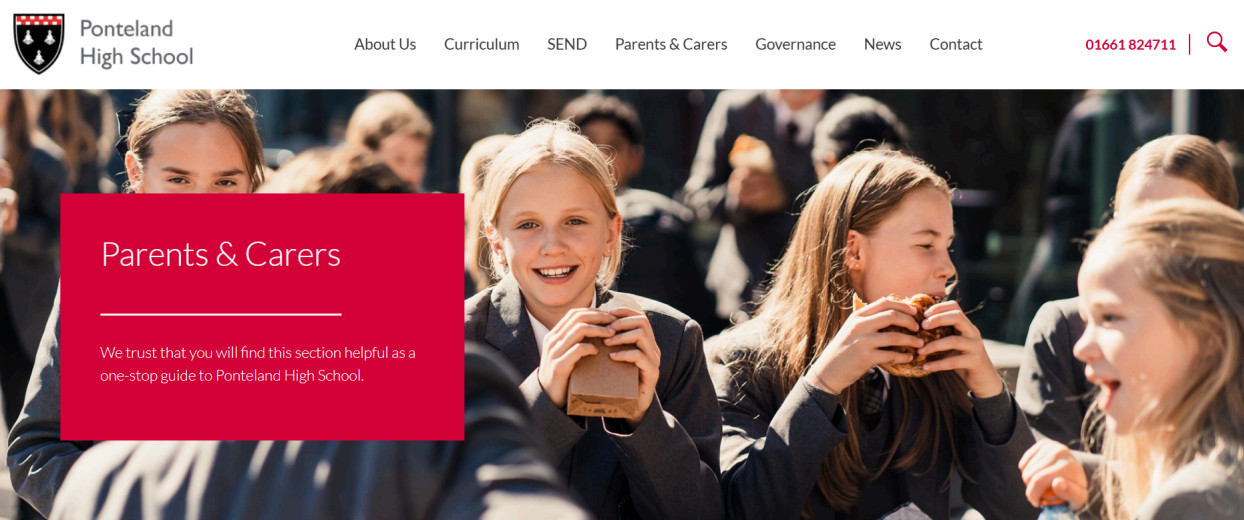 Ponteland
High School
About Us Curriculum SEND Parents & Carers Governance News Contact
01661 824711
Parents & Carers
We trust that you will find this section helpful as a
one-stop guide to Ponteland High School.